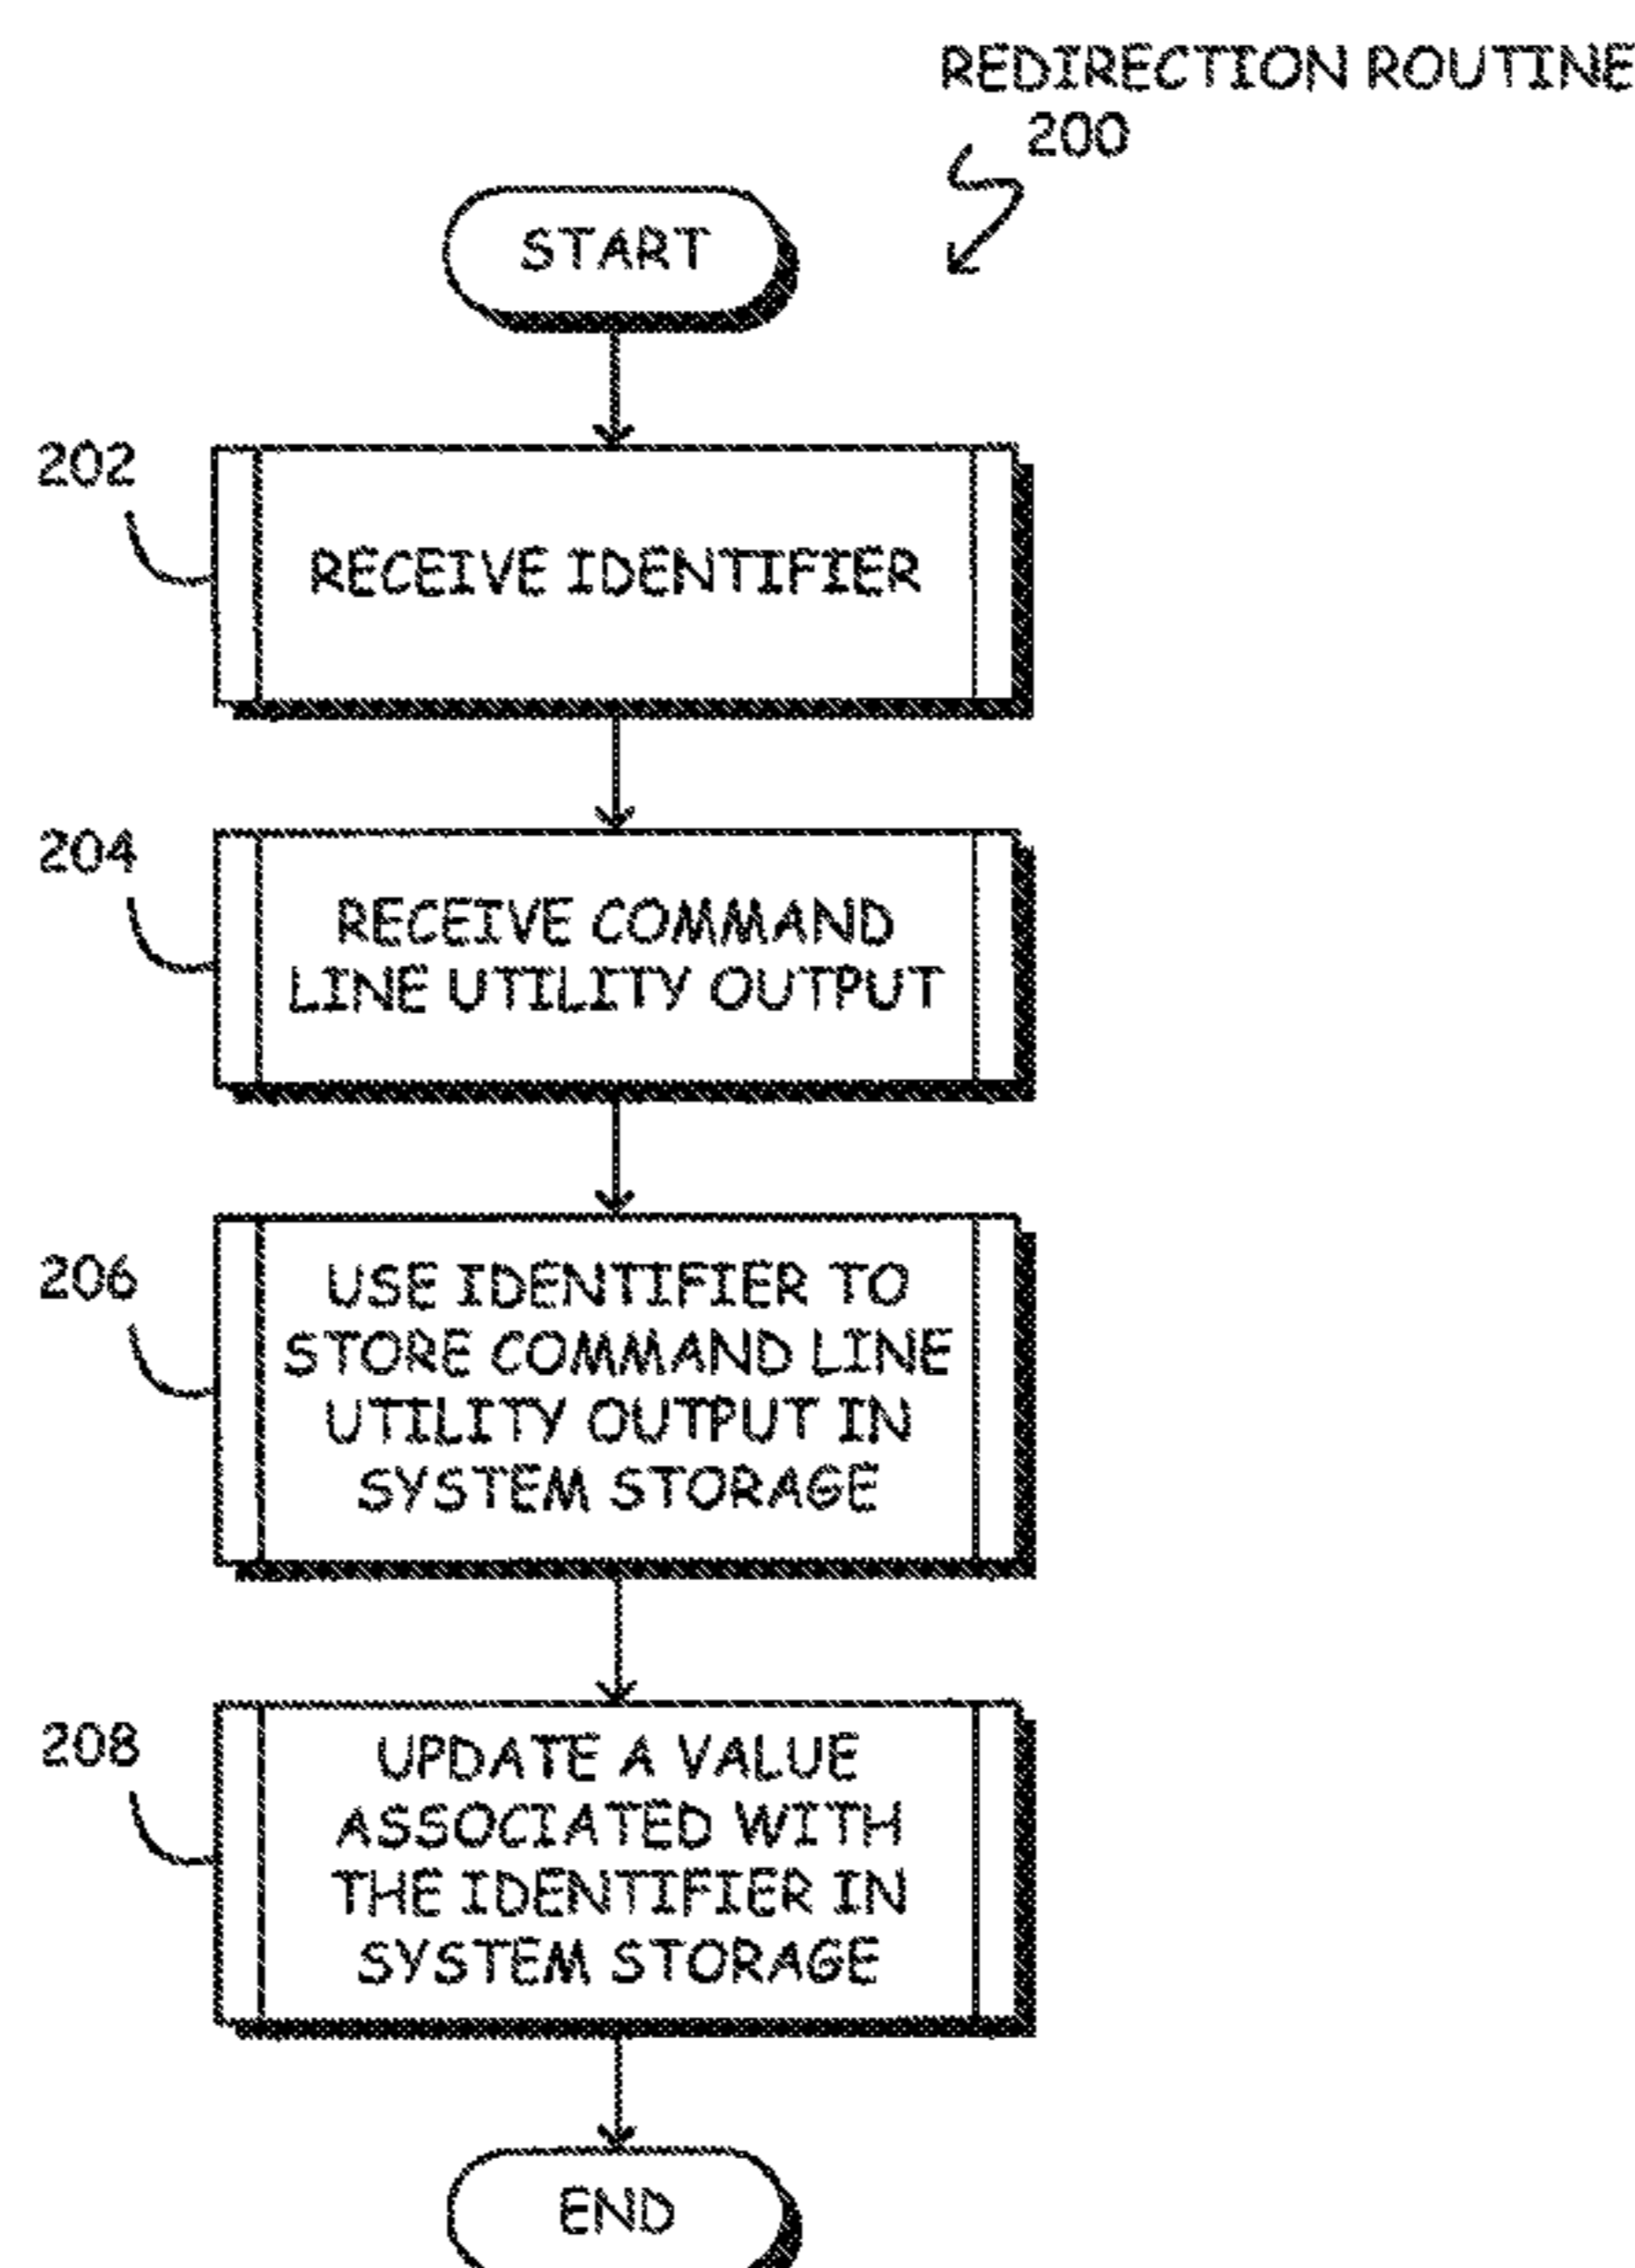 REDIRECTION ROUTINE
200
START
202
RECEIVE IDENTIFIER
204
RECEIVE COMMAND
LINE UTILITY OUTPUT
206
USE IDENTIFIER TO
STORE COMMAND LINE
UTILITY OUTPUT IN
SYSTEM STORAGE
208
UPDATE A VALUE
ASSOCIATED WITH
THE IDENTIFIER IN
SYSTEM STORAGE
END